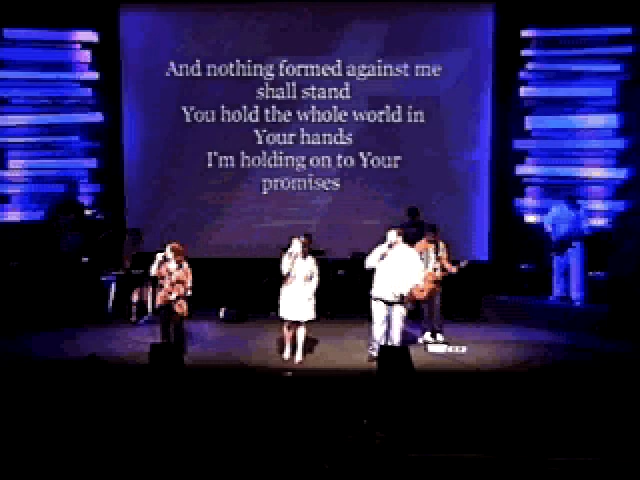 And nothing formed against me
shall stand
You hold the whole world in
Your hands
I'm holding on to Your
promises